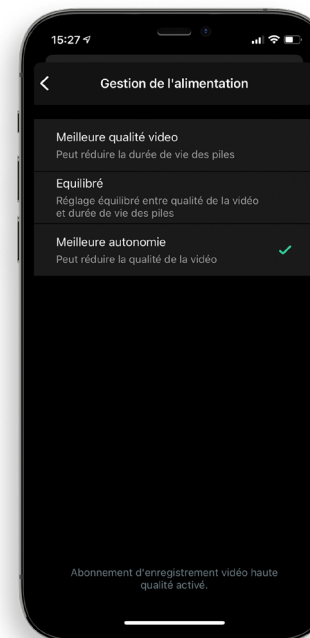 15:27
Gestion de l'alimentation
Meilleure qualité video
Peut réduire la durée de vie des piles
Equilibré
Réglage équilibré entre qualité de la vidéo
et durée de vie des piles
Meilleure autonomie
Peut réduire la qualité de la vidéo
Abonnement d'enregistrement vidéo haute
qualité activé.